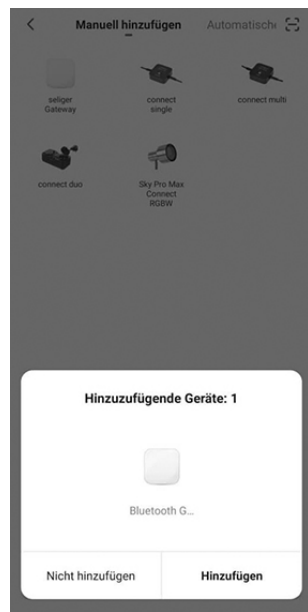 Manuell hinzufügen Automatisch
seliger
Gateway
connect
single
connect multi
connect duo
Sky Pro Max
Connect
RGBW
Hinzuzufügende Geräte: 1
Bluetooth G...
Nicht hinzufügen Hinzufügen